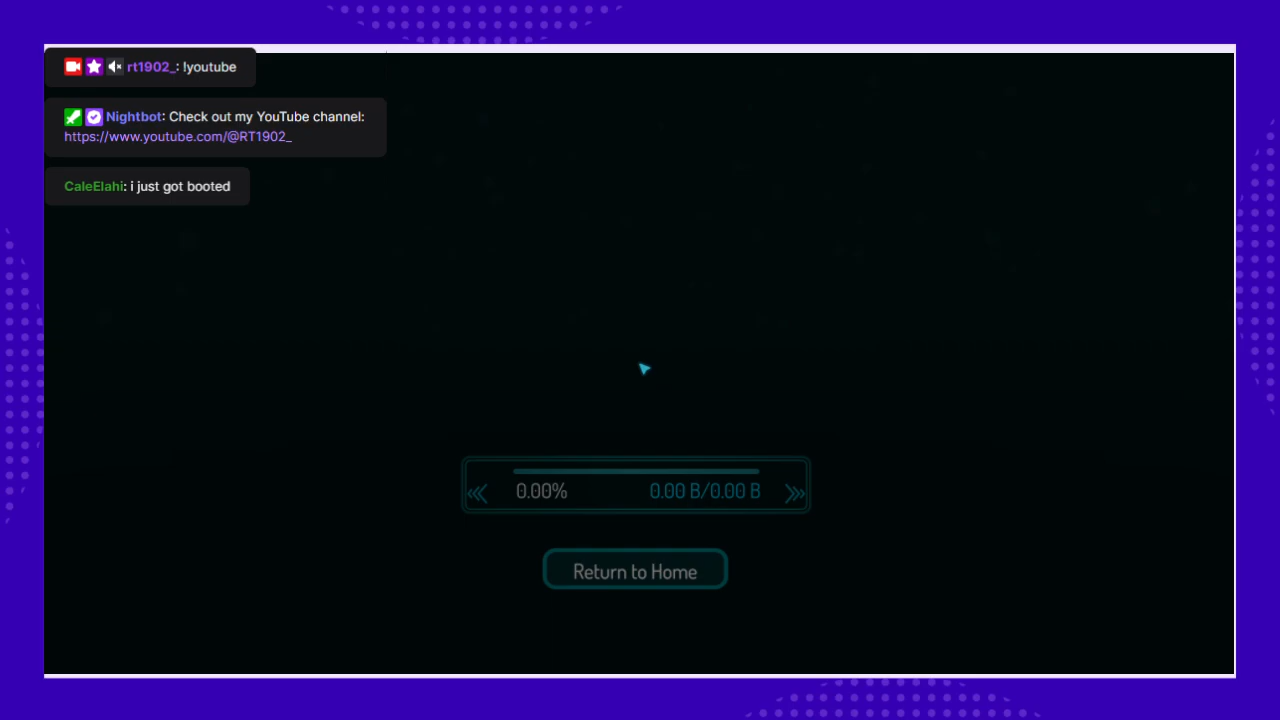 rt1902_: !youtube
Nightbot: Check out my YouTube channel:
https://www.youtube.com/@RT1902_
CaleElahi: i just got booted
0.00% 0.00 B/0.00 B
Return to Home